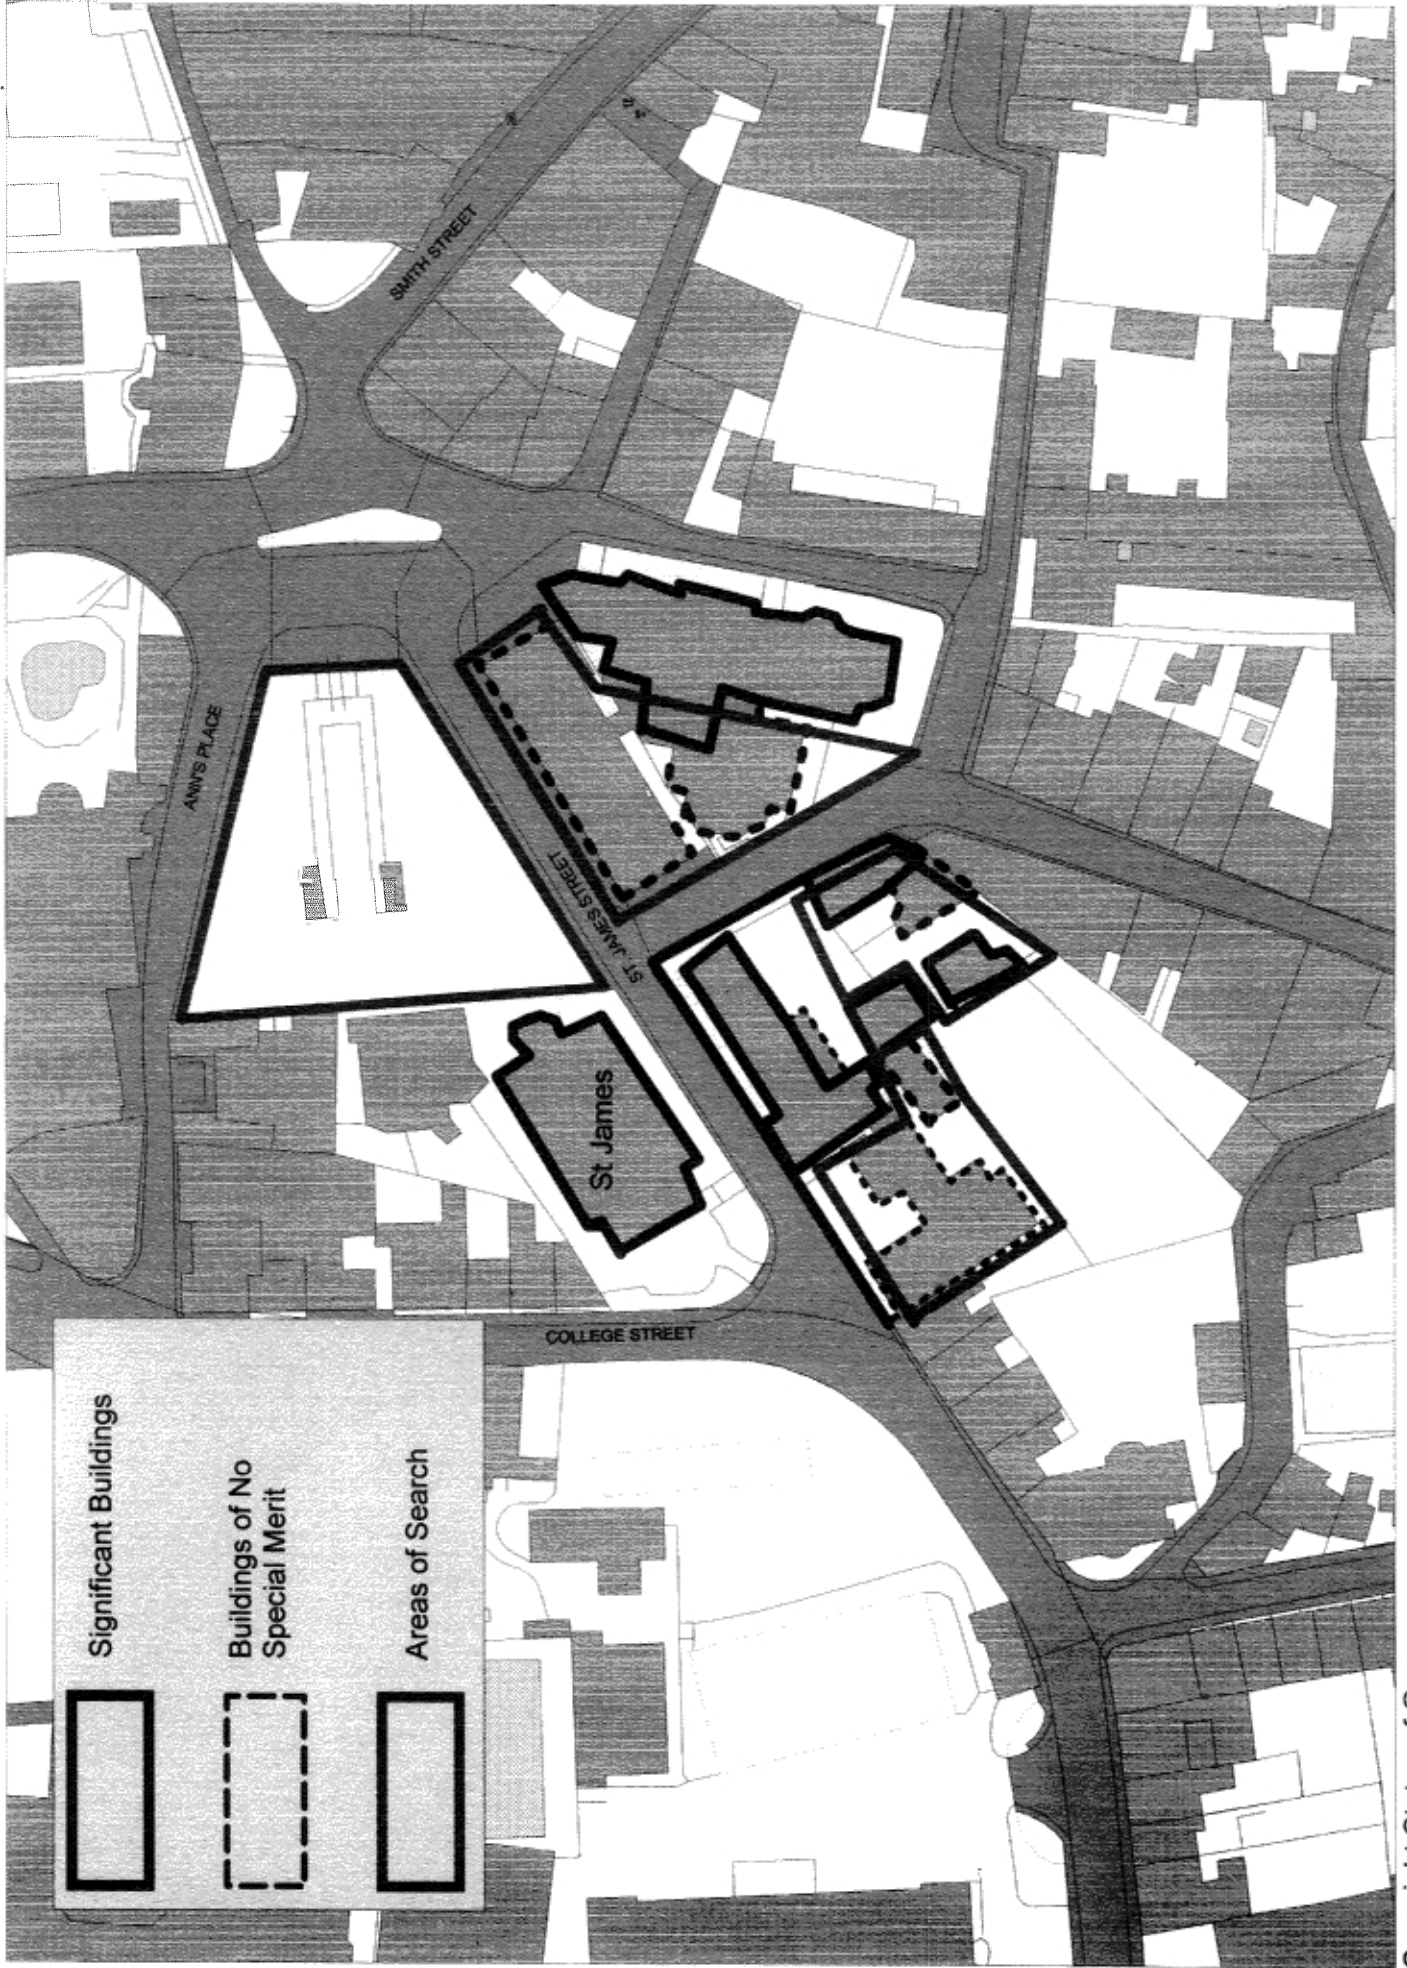 Significant Buildings
Buildings of No
Special Merit
Areas of Search
SMITH STREET
ANN'S PLACE
ST. JAMES STREET
St James
COLLEGE STREET